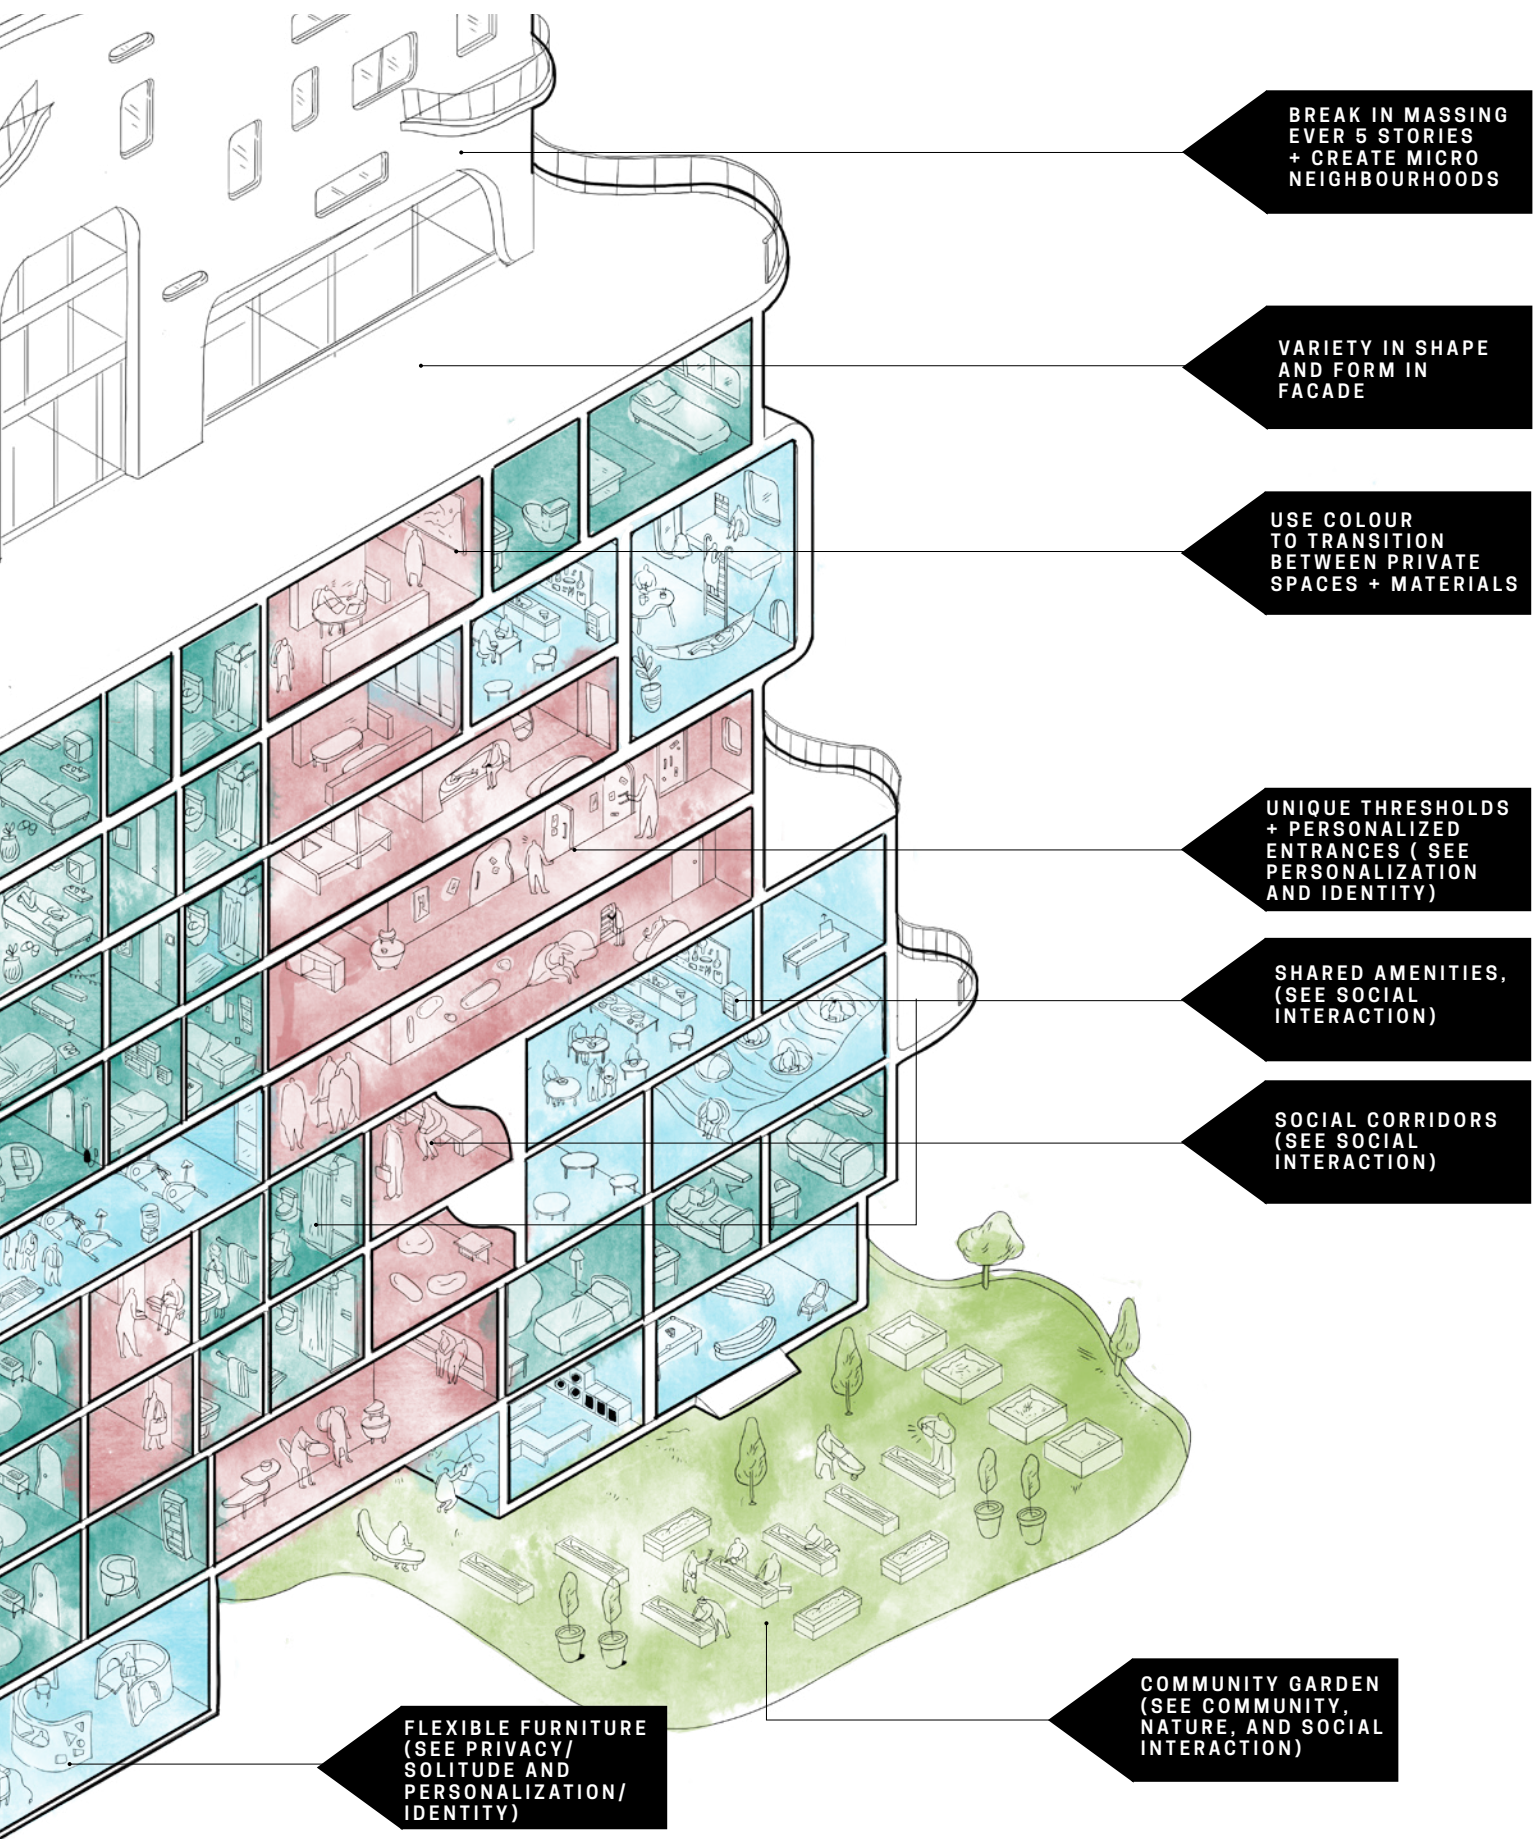 BREAK IN MASSING
EVER 5 STORIES
+ CREATE MICRO
NEIGHBOURHOODS
VARIETY IN SHAPE
AND FORM IN
FACADE
USE COLOUR
TO TRANSITION
BETWEEN PRIVATE
SPACES + MATERIALS
UNIQUE THRESHOLDS
+ PERSONALIZED
ENTRANCES ( SEE
PERSONALIZATION
AND IDENTITY)
SHARED AMENITIES,
(SEE SOCIAL
INTERACTION)
SOCIAL CORRIDORS
(SEE SOCIAL
INTERACTION)
COMMUNITY GARDEN
(SEE COMMUNITY,
NATURE, AND SOCIAL
INTERACTION)
FLEXIBLE FURNITURE
(SEE PRIVACY/
SOLITUDE AND
PERSONALIZATION/
IDENTITY)